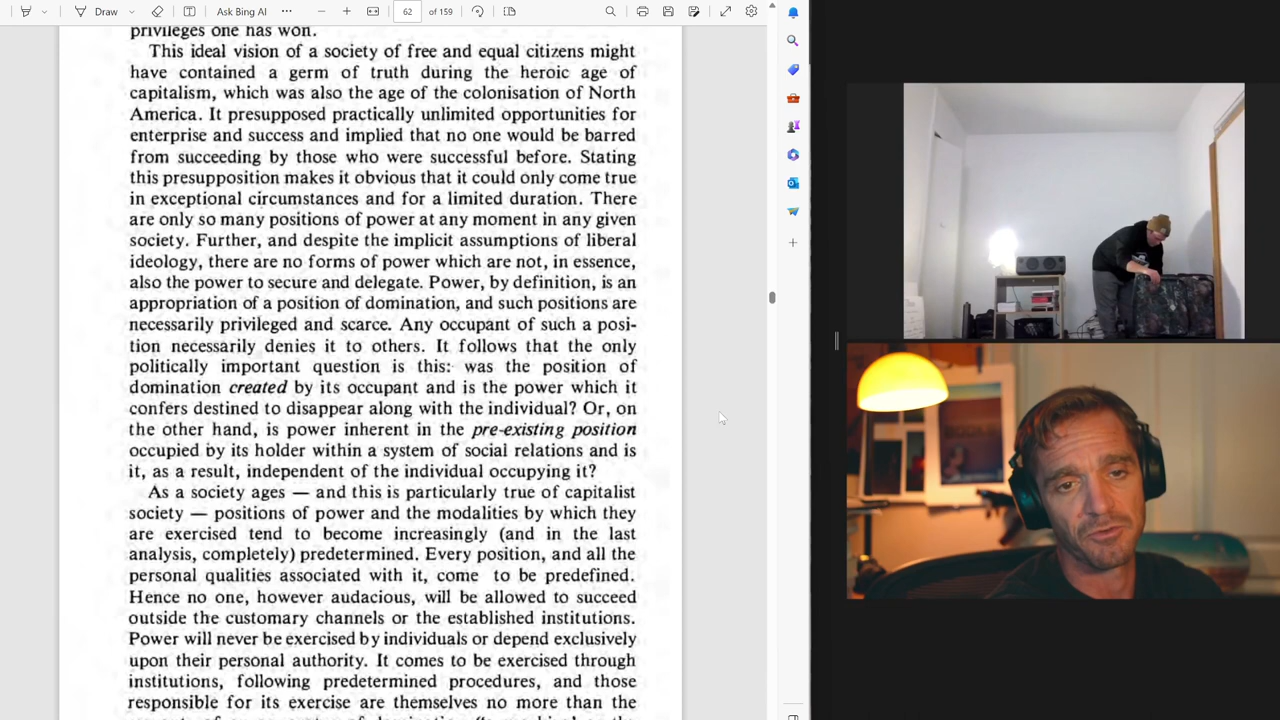 Draw
Ask Bing AI
62 of 159
privileges one has won.
This ideal vision of a society of free and equal citizens might
have contained a germ of truth during the heroic age of
capitalism, which was also the age of the colonisation of North
America. It presupposed practically unlimited opportunities for
enterprise and success and implied that no one would be barred
from succeeding by those who were successful before. Stating
this presupposition makes it obvious that it could only come true
in exceptional circumstances and for a limited duration. There
are only so many positions of power at any moment in any given
society. Further, and despite the implicit assumptions of liberal
ideology, there are no forms of power which are not, in essence,
also the power to secure and delegate. Power, by definition, is an
appropriation of a position of domination, and such positions are
necessarily privileged and scarce. Any occupant of such a posi-
tion necessarily denies it to others. It follows that the only
politically important question is this: was the position of
domination created by its occupant and is the power which it
confers destined to disappear along with the individual? Or, on
the other hand, is power inherent in the pre-existing position
occupied by its holder within a system of social relations and is
it, as a result, independent of the individual occupying it?
As a society ages — and this is particularly true of capitalist
society — positions of power and the modalities by which they
are exercised tend to become increasingly (and in the last
analysis, completely) predetermined. Every position, and all the
personal qualities associated with it, come to be predefined.
Hence no one, however audacious, will be allowed to succeed
outside the customary channels or the established institutions.
Power will never be exercised by individuals or depend exclusively
upon their personal authority. It comes to be exercised through
institutions, following predetermined procedures, and those
responsible for its exercise are themselves no more than the